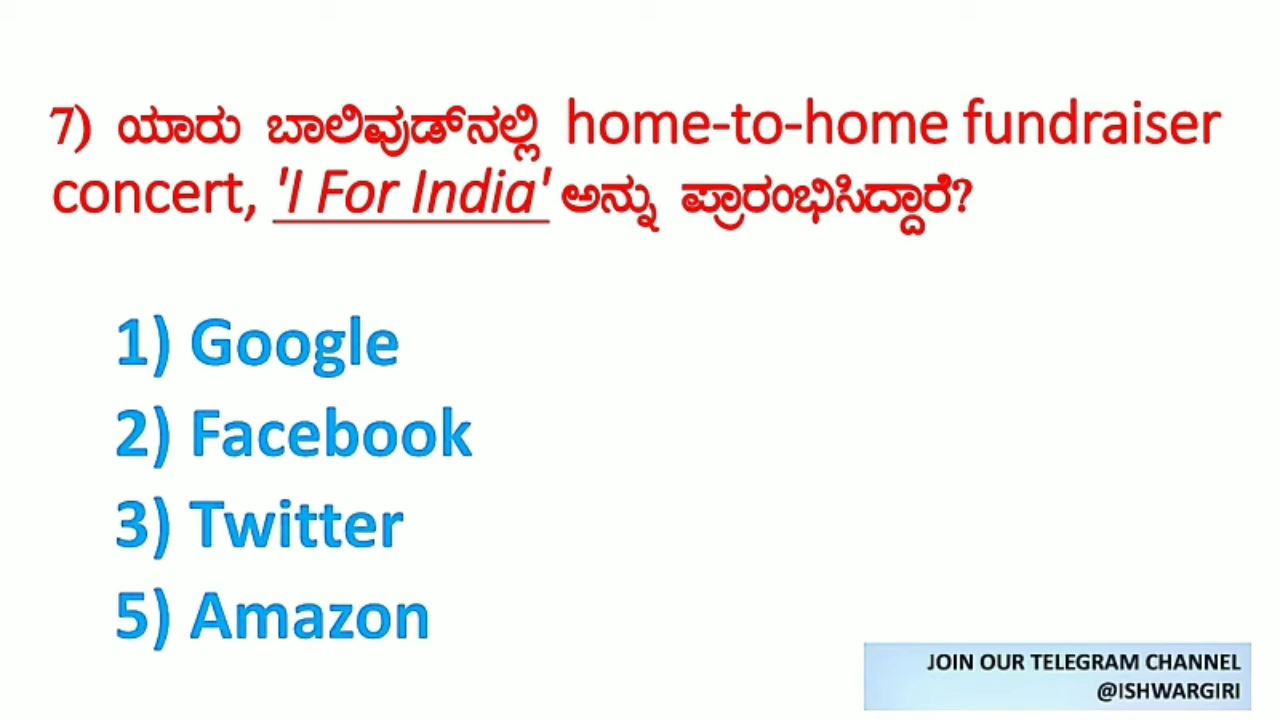 7) ಯಾರು ಬಾಲಿವುಡ್‌ನಲ್ಲಿ home-to-home fundraiser
concert, 'I For India' ಅನ್ನು ಪ್ರಾರಂಭಿಸಿದ್ದಾರೆ?
1) Google
2) Facebook
3) Twitter
5) Amazon
JOIN OUR TELEGRAM CHANNEL
@ISHWARGIRI